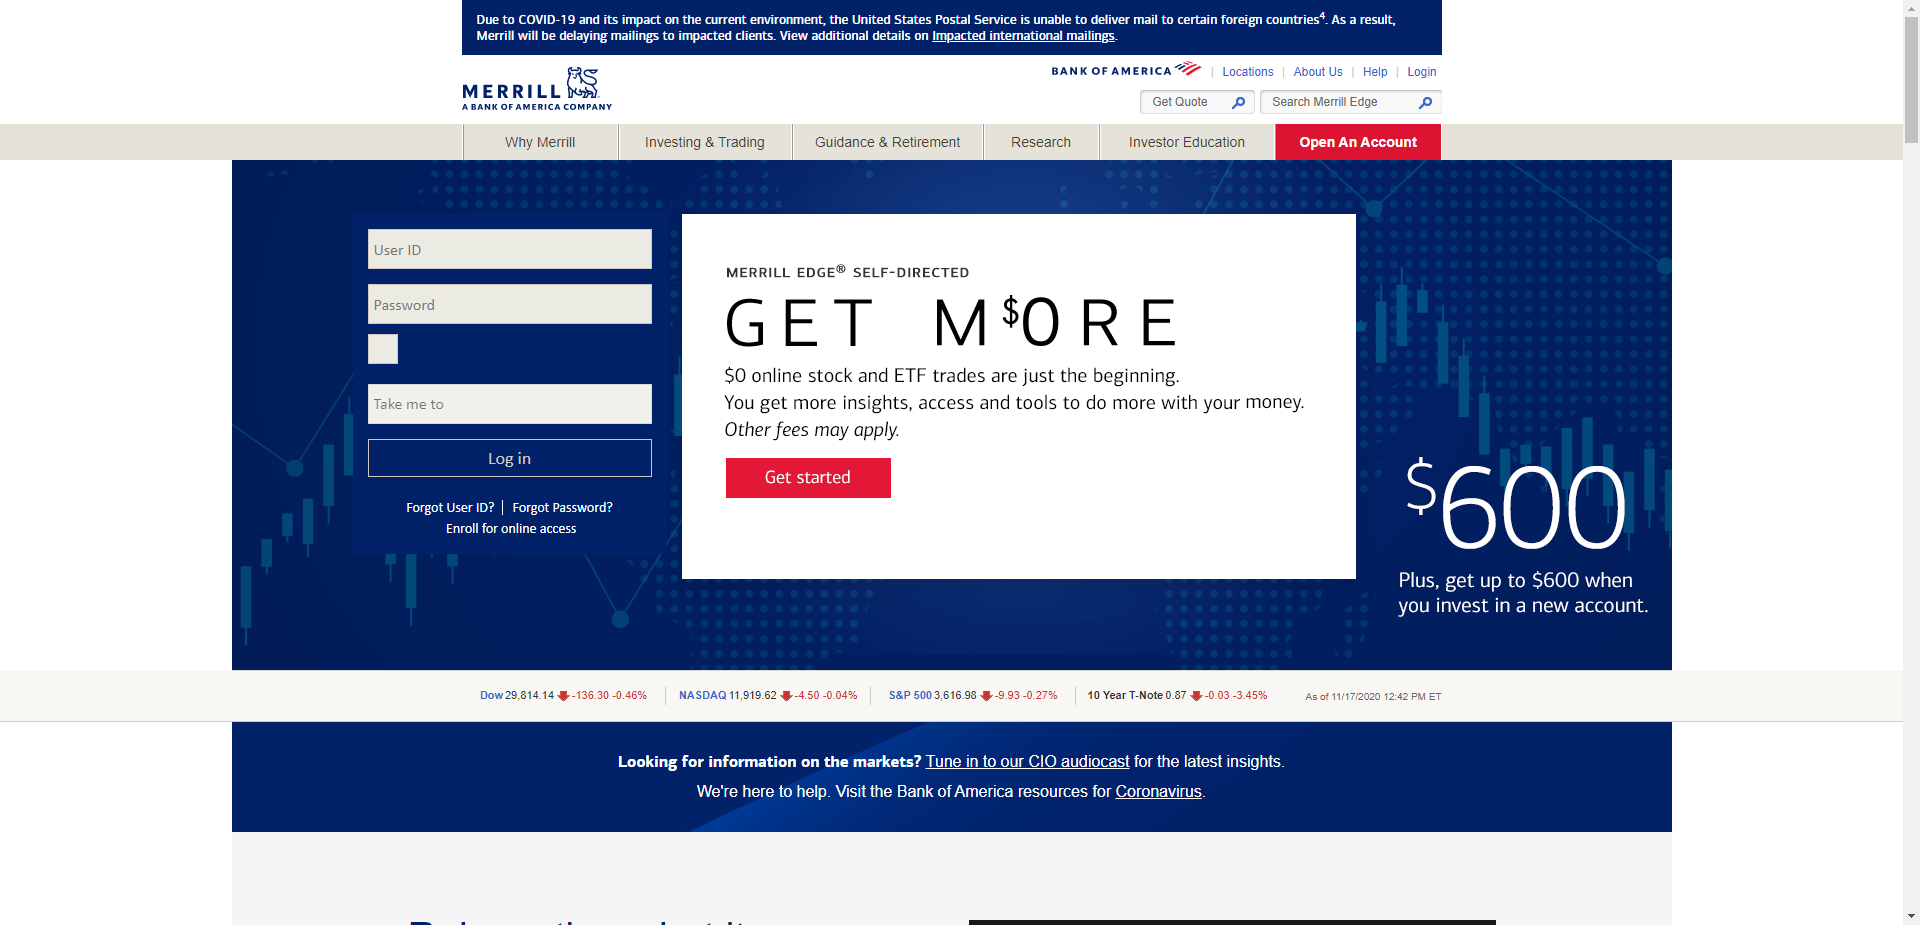 Due to COVID-19 and its impact on the current environment, the United States Postal Service is unable to deliver mail to certain foreign countries4. As a result,
Merrill will be delaying mailings to impacted clients. View additional details on Impacted international mailings.
MERRILL
A BANK OF AMERICA COMPANY
BANK OF AMERICA | Locations | About Us | Help | Login
Get Quote
Search Merrill Edge
Why Merrill
Investing & Trading
Guidance & Retirement
Research
Investor Education
Open An Account
User ID
Password
Take me to
Log in
Forgot User ID? | Forgot Password?
Enroll for online access
MERRILL EDGE® SELF-DIRECTED
GET M$0RE
$0 online stock and ETF trades are just the beginning.
You get more insights, access and tools to do more with your money.
Other fees may apply.
Get started
$600
Plus, get up to $600 when
you invest in a new account.
Dow 29,814.14 -136.30 -0.46%
NASDAQ 11,919.62 -4.50 -0.04%
S&P 500 3,616.98 -9.93 -0.27%
10 Year T-Note 0.87 -0.03 -3.45%
As of 11/17/2020 12:42 PM ET
Looking for information on the markets? Tune in to our CIO audiocast for the latest insights.
We're here to help. Visit the Bank of America resources for Coronavirus.